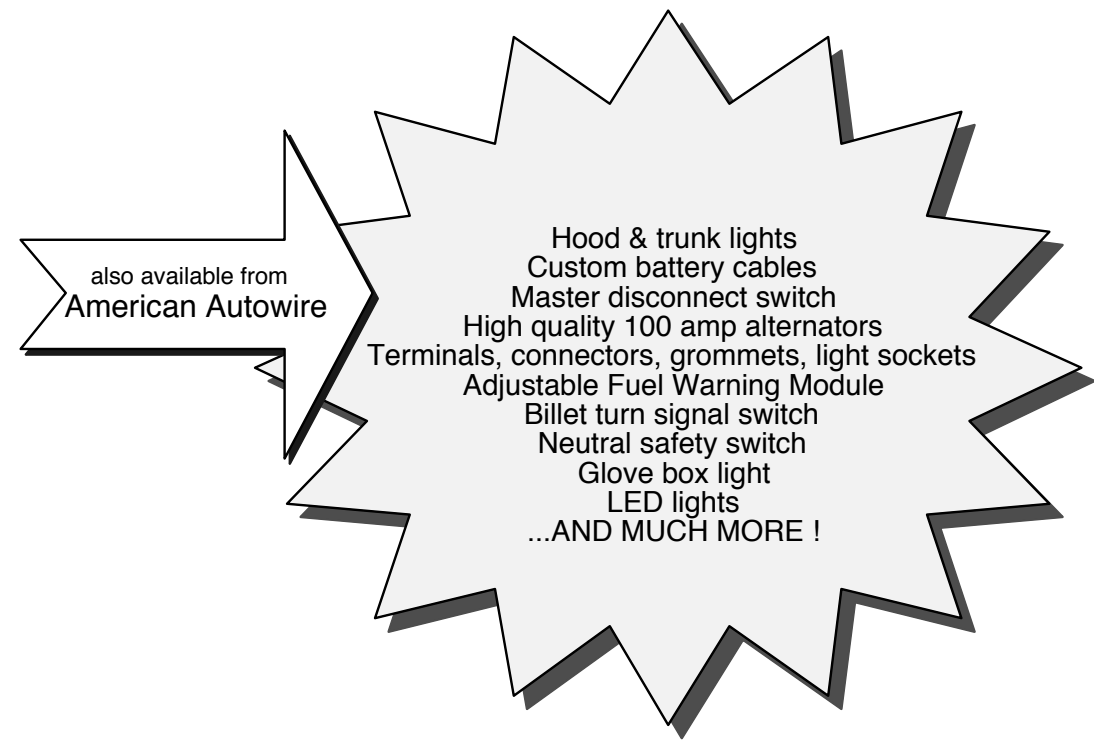 also available from
American Autowire
Hood & trunk lights
Custom battery cables
Master disconnect switch
High quality 100 amp alternators
Terminals, connectors, grommets, light sockets
Adjustable Fuel Warning Module
Billet turn signal switch
Neutral safety switch
Glove box light
LED lights
...AND MUCH MORE !